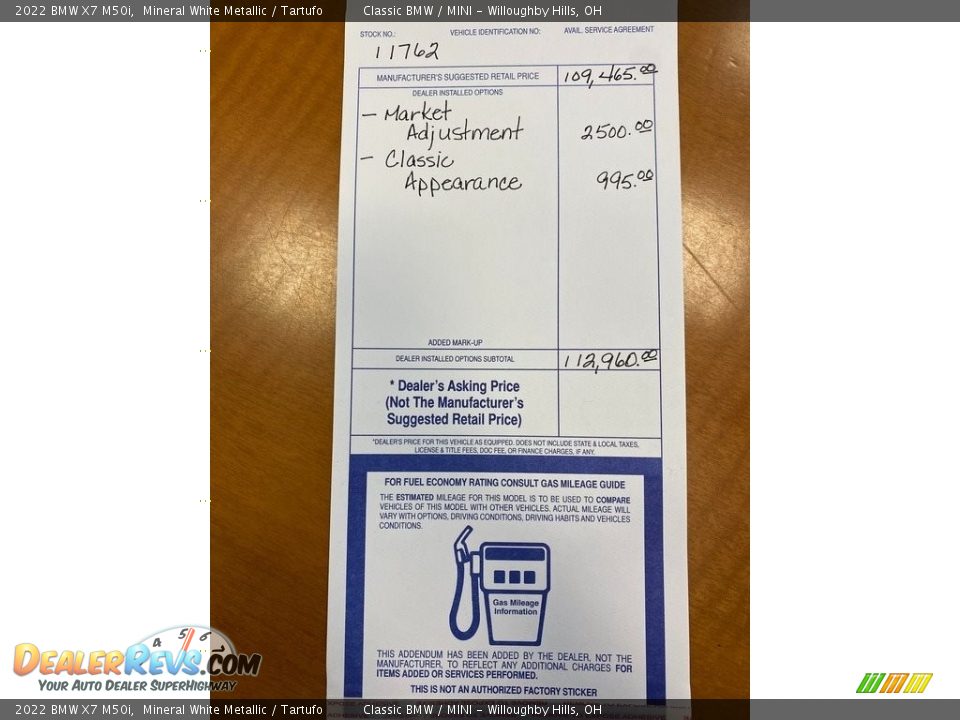 2022 BMW X7 M50i, Mineral White Metallic / Tartufo Classic BMW / MINI - Willoughby Hills, OH
STOCK NO.: VEHICLE IDENTIFICATION NO: AVAIL. SERVICE AGREEMENT
11762
MANUFACTURER'S SUGGESTED RETAIL PRICE 109,465.00
DEALER INSTALLED OPTIONS
- Market
Adjustment 2500.00
- Classic
Appearance 995.00
ADDED MARK-UP
DEALER INSTALLED OPTIONS SUBTOTAL 112,960.00
* Dealer's Asking Price
(Not The Manufacturer's
Suggested Retail Price)
*DEALER'S PRICE FOR THIS VEHICLE AS EQUIPPED. DOES NOT INCLUDE STATE & LOCAL TAXES,
LICENSE & TITLE FEES, DOC FEE, OR FINANCE CHARGES, IF ANY.
FOR FUEL ECONOMY RATING CONSULT GAS MILEAGE GUIDE
THE ESTIMATED MILEAGE FOR THIS MODEL IS TO BE USED TO COMPARE
VEHICLES OF THIS MODEL WITH OTHER VEHICLES. ACTUAL MILEAGE WILL
VARY WITH OPTIONS, DRIVING CONDITIONS, DRIVING HABITS AND VEHICLES
CONDITIONS.
Gas Mileage
Information
THIS ADDENDUM HAS BEEN ADDED BY THE DEALER, NOT THE
MANUFACTURER, TO REFLECT ANY ADDITIONAL CHARGES FOR
ITEMS ADDED OR SERVICES PERFORMED.
THIS IS NOT AN AUTHORIZED FACTORY STICKER
4 5 6
DEALERREVS.COM
YOUR AUTO DEALER SUPERHIGHWAY
2022 BMW X7 M50i, Mineral White Metallic / Tartufo Classic BMW / MINI - Willoughby Hills, OH